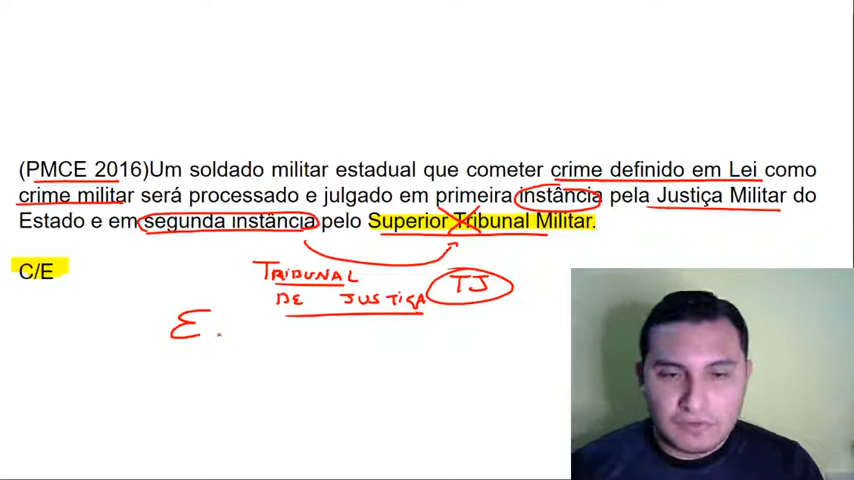 (PMCE 2016)Um soldado militar estadual que cometer crime definido em Lei como
crime militar será processado e julgado em primeira instância pela Justiça Militar do
Estado e em segunda instância pelo Superior Tribunal Militar.
C/E
TRIBUNAL
DE JUSTIÇA TJ
E